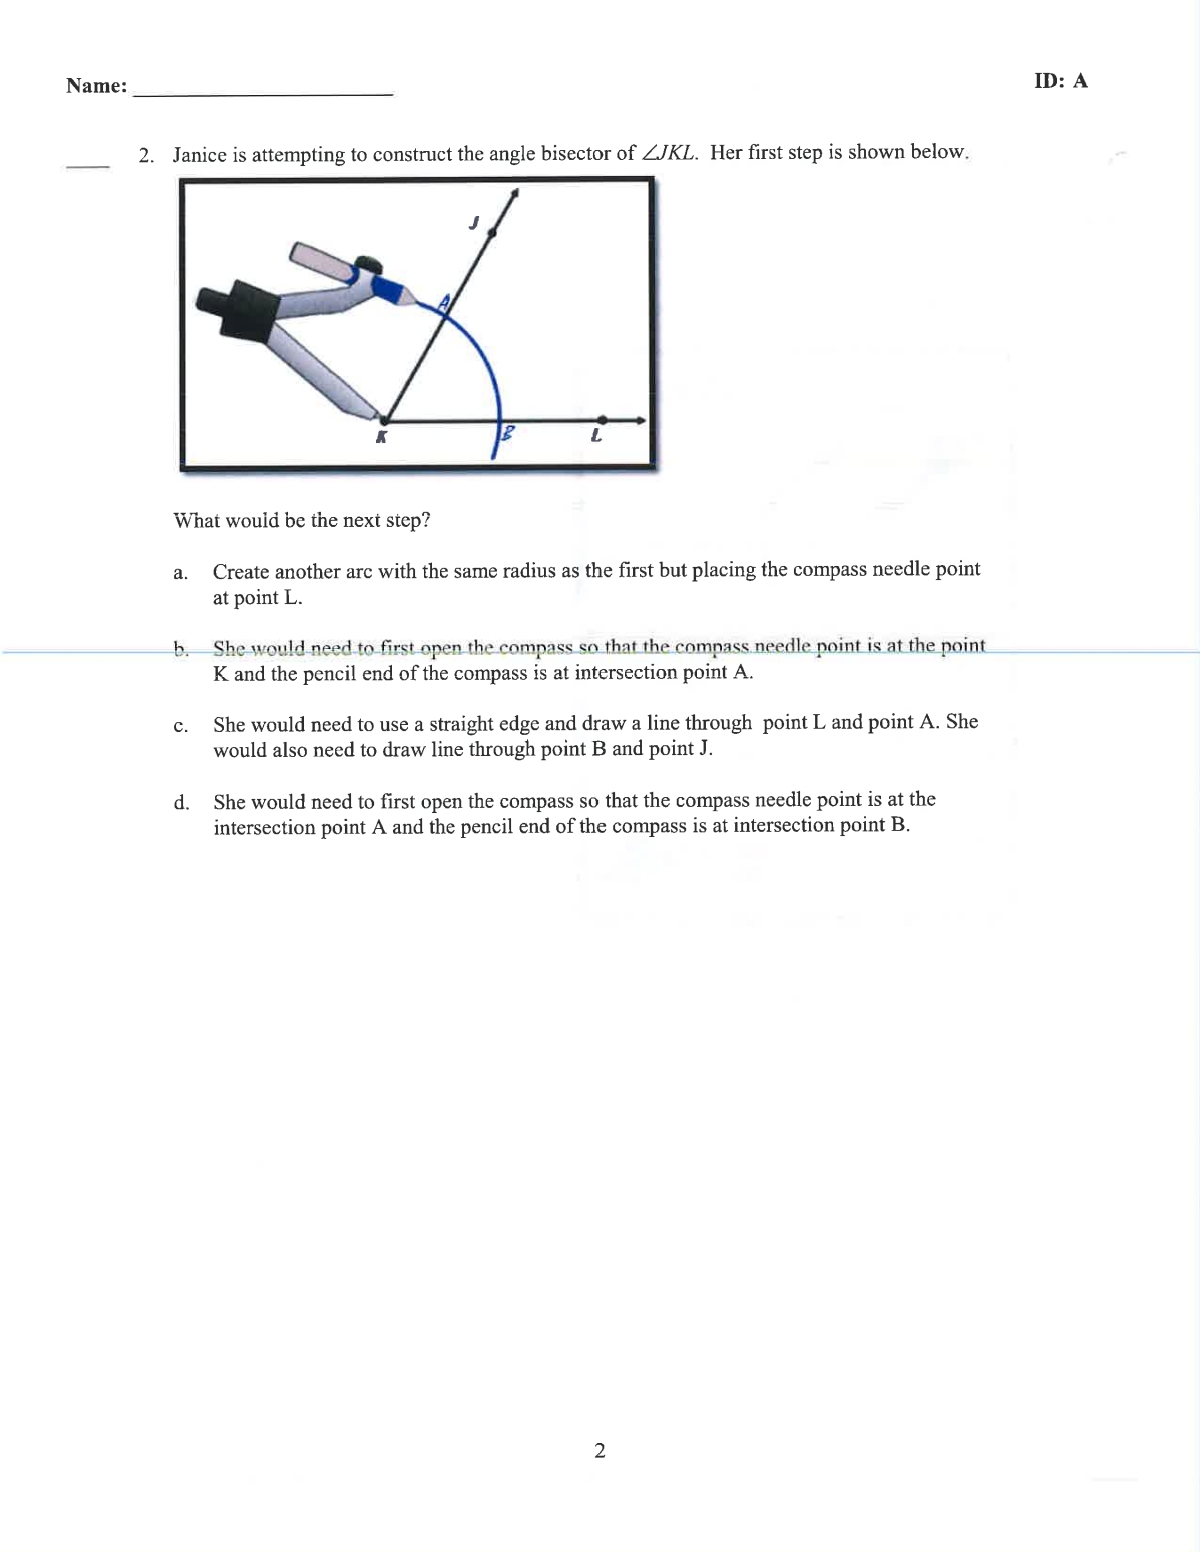 Name: ____________________
ID: A
____ 2. Janice is attempting to construct the angle bisector of ∠JKL. Her first step is shown below.
J
A
K
B
L
What would be the next step?
a. Create another arc with the same radius as the first but placing the compass needle point
at point L.
b. She would need to first open the compass so that the compass needle point is at the point
K and the pencil end of the compass is at intersection point A.
c. She would need to use a straight edge and draw a line through point L and point A. She
would also need to draw line through point B and point J.
d. She would need to first open the compass so that the compass needle point is at the
intersection point A and the pencil end of the compass is at intersection point B.
2